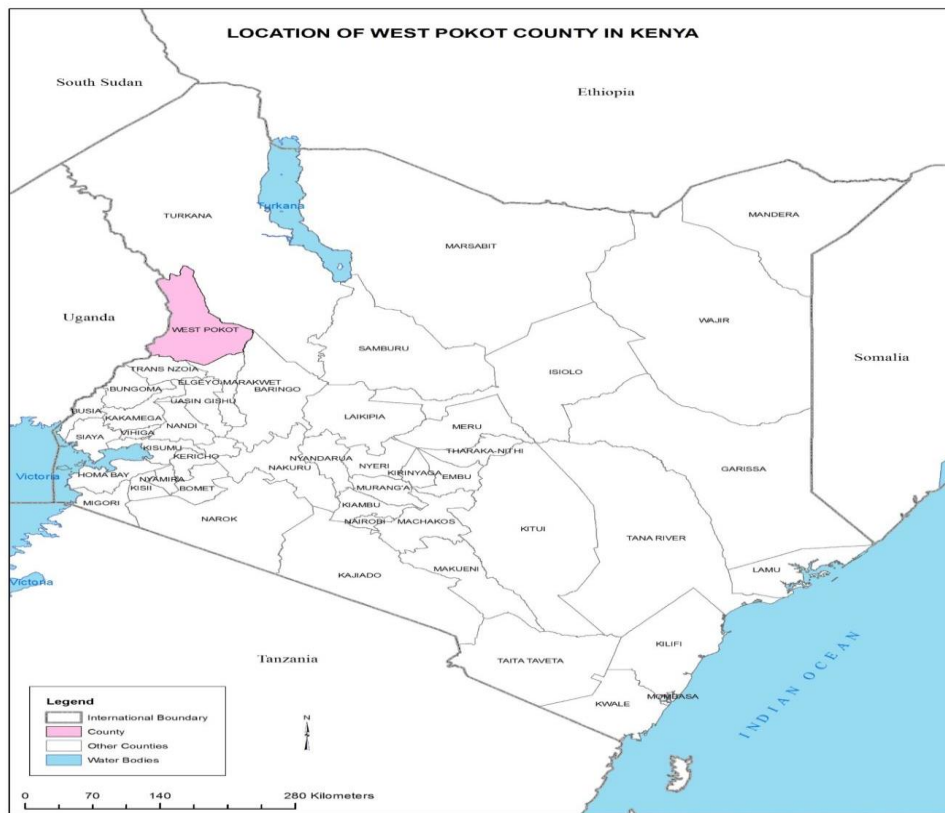 LOCATION OF WEST POKOT COUNTY IN KENYA
South Sudan
Ethiopia
Turkana
TURKANA
MANDERA
MARSABIT
Uganda
WEST POKOT
WAJIR
SAMBURU
Somalia
ISIOLO
TRANS NZOIA
ELGEYO-MARAKWET
BUNGOMA
BARINGO
UASIN GISHU
BUSIA
KAKAMEGA
LAIKIPIA
NANDI
MERU
SIAYA
VIHIGA
KISUMU
THARAKA-NITHI
KERICHO
NYANDARUA
NYERI
NAKURU
GARISSA
Victoria
HOMA BAY
NYAMIRA
KIRINYAGA
EMBU
KISII
BOMET
MURANG'A
MIGORI
KIAMBU
NAROK
NAIROBI
MACHAKOS
KITUI
TANA RIVER
LAMU
KAJIADO
MAKUENI
Victoria
KILIFI
Tanzania
TAITA TAVETA
MOMBASA
KWALE
INDIAN OCEAN
Legend
International Boundary
County
Other Counties
Water Bodies
N
0 70 140 280 Kilometers